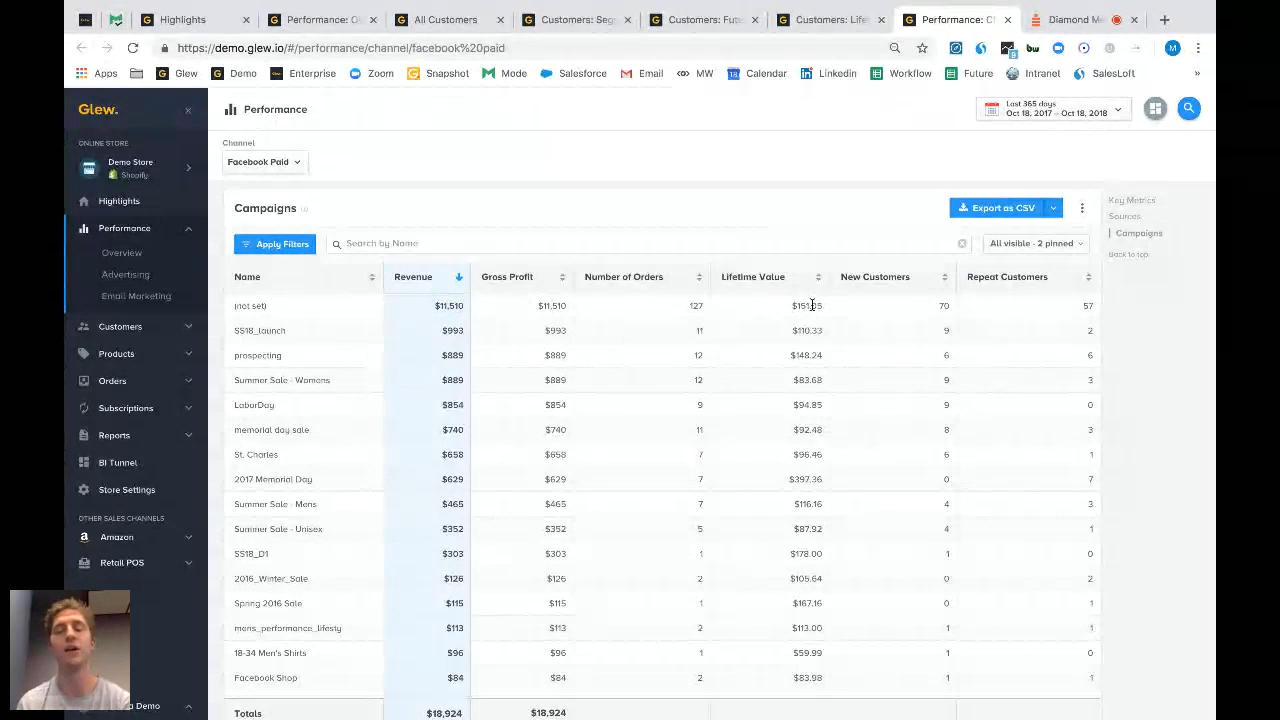 Highlights
Performance: O
All Customers
Customers: Seg
Customers: Futu
Customers: Lifet
Performance: Ch
Diamond Me
https://demo.glew.io/#/performance/channel/facebook%20paid
Apps Glew Demo Enterprise Zoom Snapshot Mode Salesforce Email MW Calendar Linkedin Workflow Future Intranet SalesLoft »
Glew.
ONLINE STORE
Demo Store
Shopify
Highlights
Performance
Overview
Advertising
Email Marketing
Customers
Products
Orders
Subscriptions
Reports
BI Tunnel
Store Settings
OTHER SALES CHANNELS
Amazon
Retail POS
Demo
Performance
Last 365 days
Oct 18, 2017 – Oct 18, 2018
Channel
Facebook Paid
Campaigns
Export as CSV
Apply Filters
Search by Name
All visible - 2 pinned
Key Metrics
Sources
Campaigns
Back to top
Name Revenue Gross Profit Number of Orders Lifetime Value New Customers Repeat Customers
(not set) $11,510 $11,510 127 70 57
SS18_launch $993 $993 11 $110.33 9 2
prospecting $889 $889 12 $148.24 6 6
Summer Sale - Womens $889 $889 12 $83.68 9 3
LaborDay $854 $854 9 $94.85 9 0
memorial day sale $740 $740 11 $92.48 8 3
St. Charles $658 $658 7 $96.46 6 1
2017 Memorial Day $629 $629 7 $397.36 0 7
Summer Sale - Mens $465 $465 7 $116.16 4 3
Summer Sale - Unisex $352 $352 5 $87.92 4 1
SS18_D1 $303 $303 1 $178.00 1 0
2016_Winter_Sale $126 $126 2 $105.64 0 2
Spring 2016 Sale $115 $115 1 $167.16 0 1
mens_performance_lifesty $113 $113 2 $113.00 1 1
18-34 Men's Shirts $96 $96 1 $59.99 1 0
Facebook Shop $84 $84 2 $83.98 1 1
Totals $18,924 $18,924